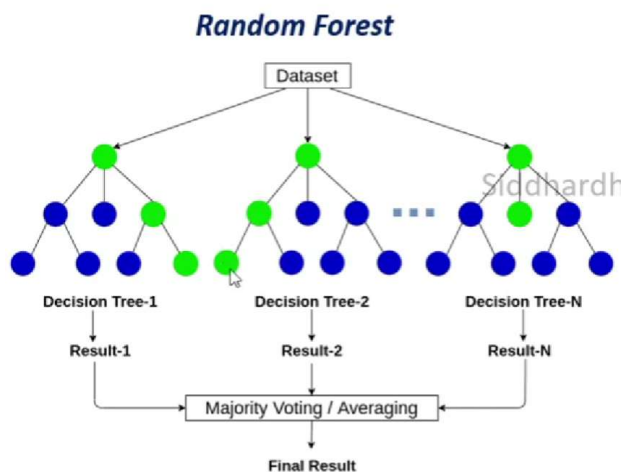 Random Forest
Dataset
Siddhardh
Decision Tree-1
Decision Tree-2
Decision Tree-N
Result-1
Result-2
Result-N
Majority Voting / Averaging
Final Result